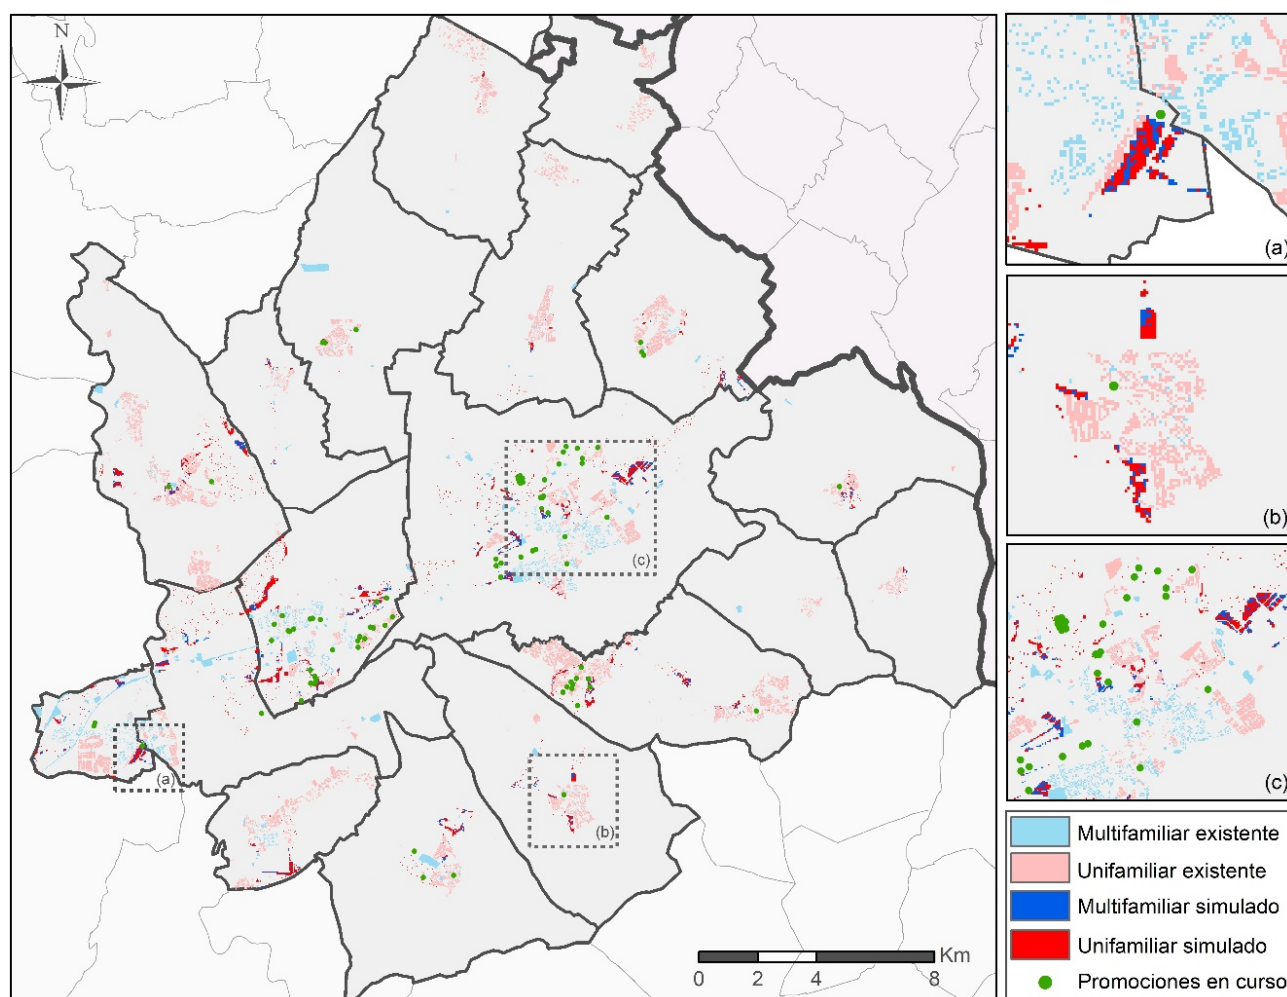 N
(a)
(b)
(c)
(c)
(a)
(b)
Multifamiliar existente
Unifamiliar existente
Multifamiliar simulado
Unifamiliar simulado
Promociones en curso
Km
0 2 4 8